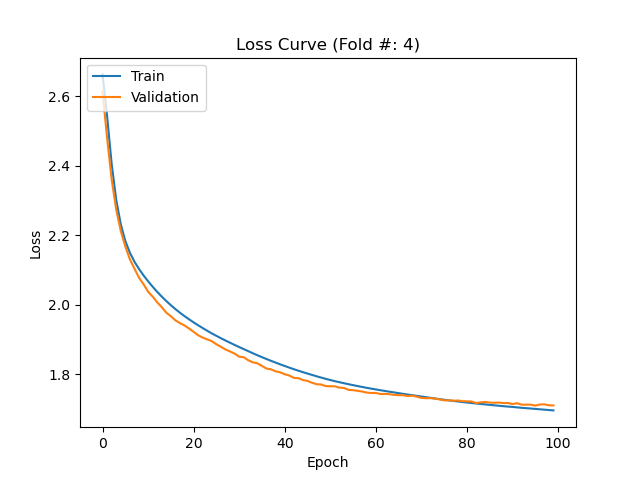 Loss Curve (Fold #: 4)
Train
Validation
2.6
2.4
2.2
2.0
1.8
Loss
0 20 40 60 80 100
Epoch